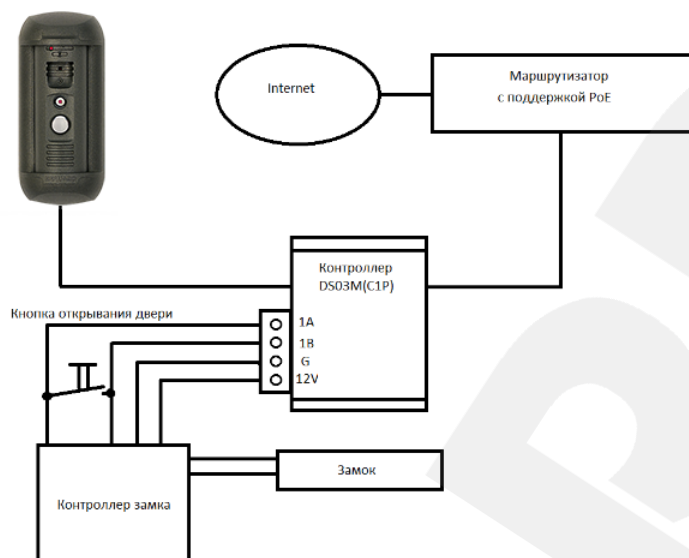 Internet
Маршрутизатор
с поддержкой PoE
Контроллер
DS03M(C1P)
Кнопка открывания двери
1A
1B
G
12V
Замок
Контроллер замка